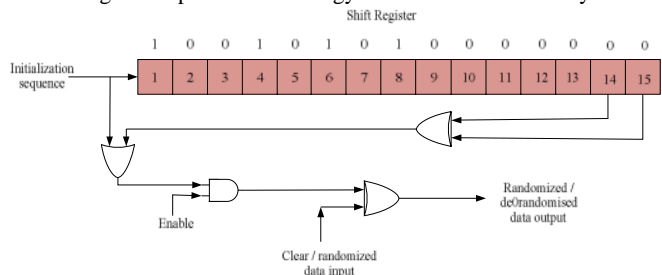 Shift Register
1 0 0 1 0 1 0 1 0 0 0 0 0 0 0
Initialization
sequence
1 2 3 4 5 6 7 8 9 10 11 12 13 14 15
Enable
Randomized /
de0randomised
data output
Clear / randomized
data input